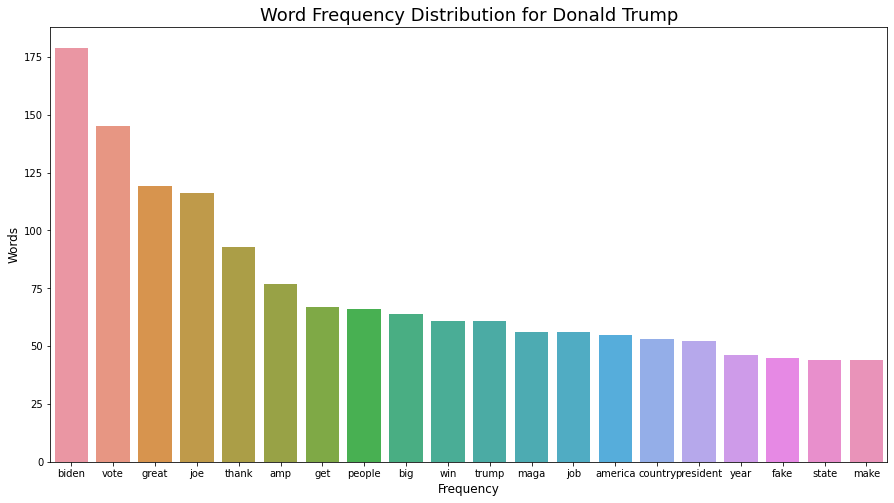 Word Frequency Distribution for Donald Trump
175
150
125
100
75
50
25
0
Words
biden vote great joe thank amp get people big win trump maga job america country president year fake state make
Frequency